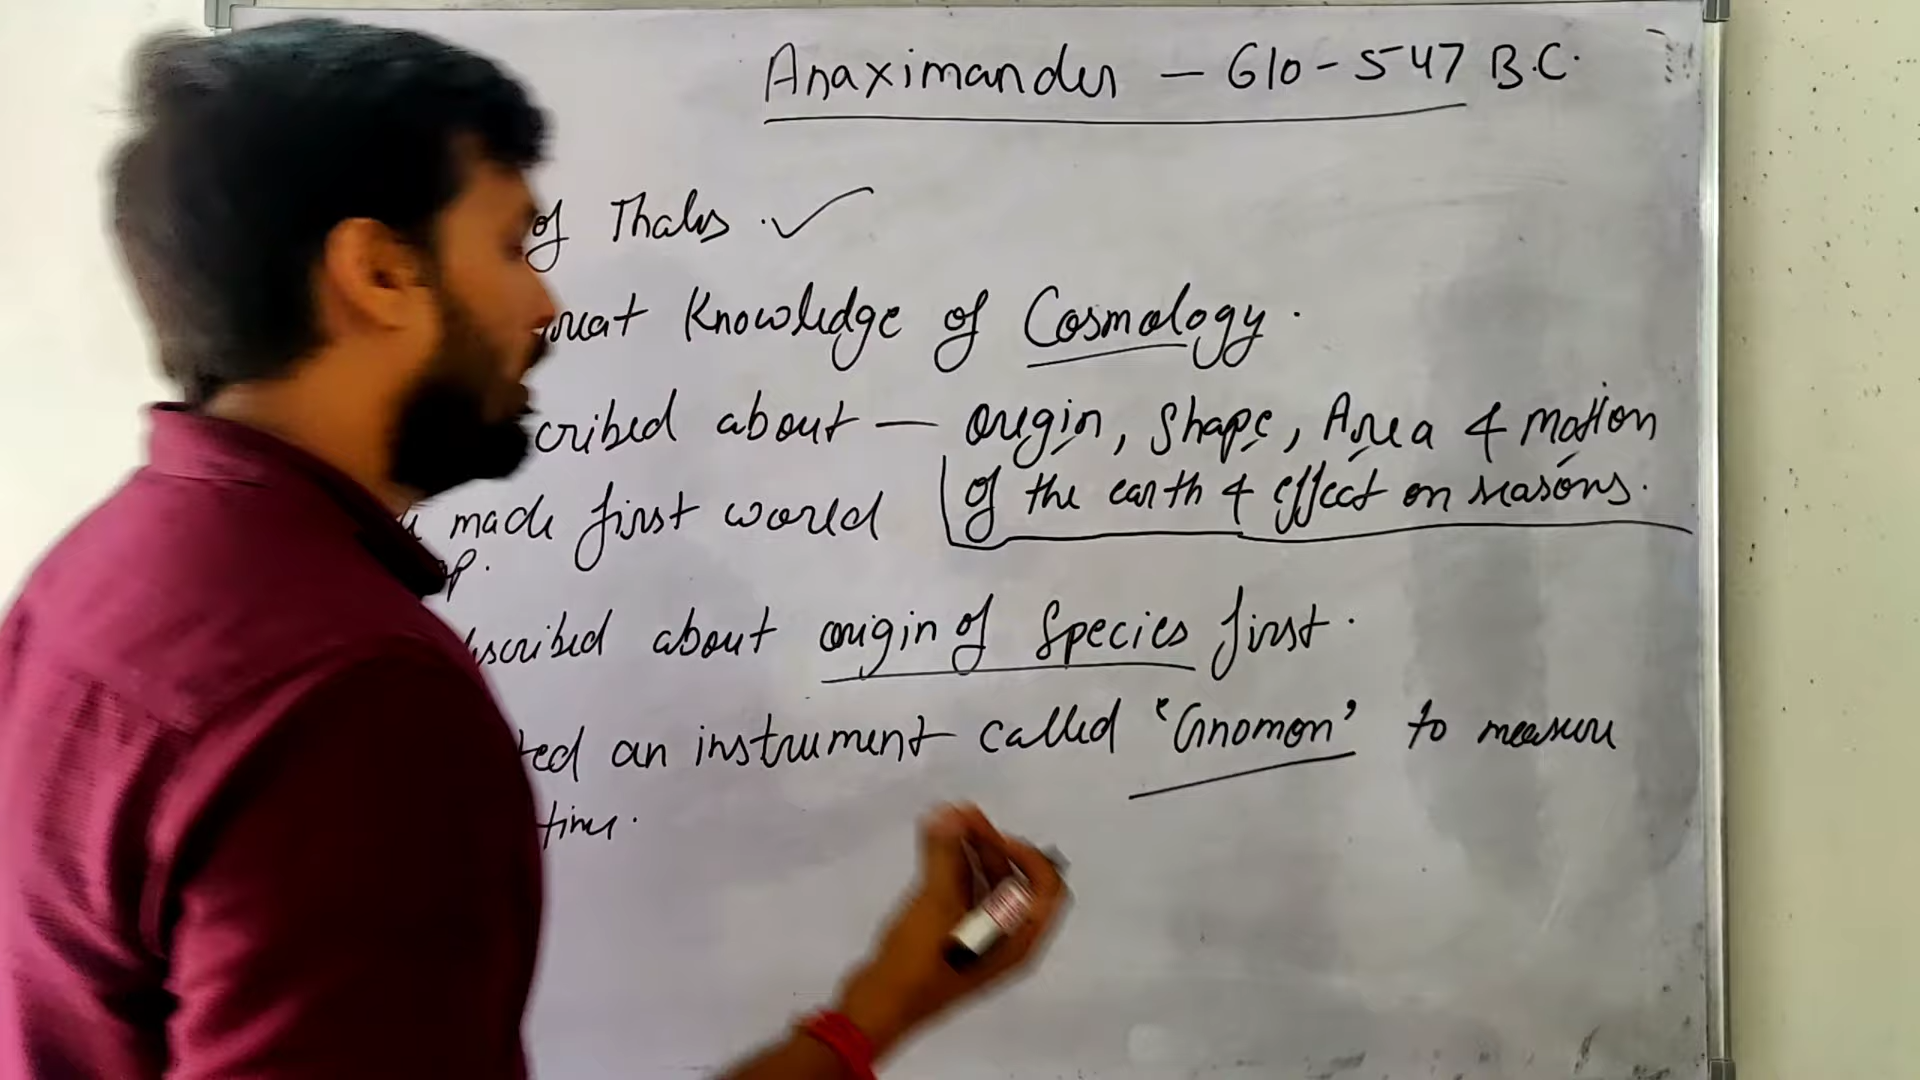 Anaximander — 610-547 B.C.
of Thales.
Knowledge of Cosmology.
cribed about — origin, shape, Area & motion
of the earth & effect on seasons.
made first world
scribed about origin of Species first.
ted an instrument called 'Gnomon' to measure
time.